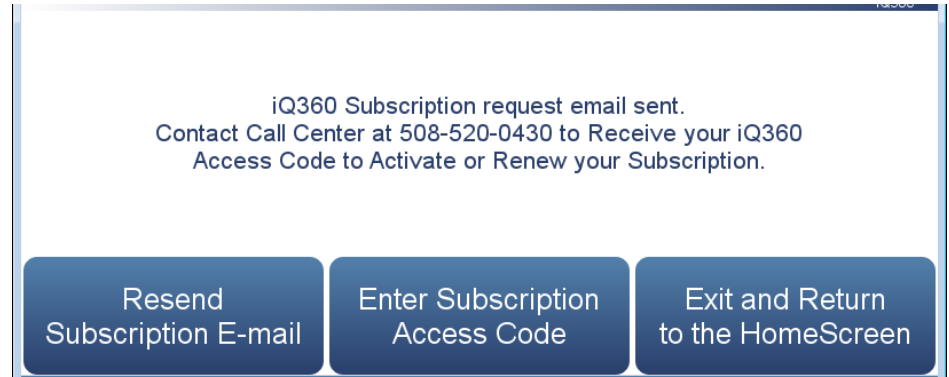 iQ360 Subscription request email sent.
Contact Call Center at 508-520-0430 to Receive your iQ360
Access Code to Activate or Renew your Subscription.
Resend
Subscription E-mail
Enter Subscription
Access Code
Exit and Return
to the HomeScreen